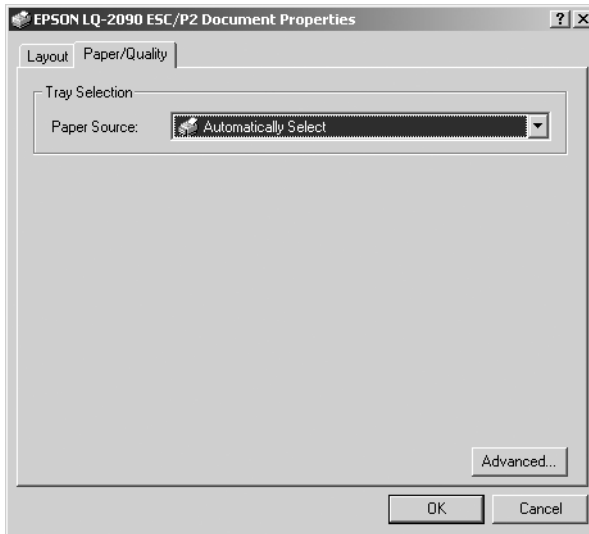 EPSON LQ-2090 ESC/P2 Document Properties
Layout
Paper/Quality
Tray Selection
Paper Source:
Automatically Select
Advanced...
OK
Cancel